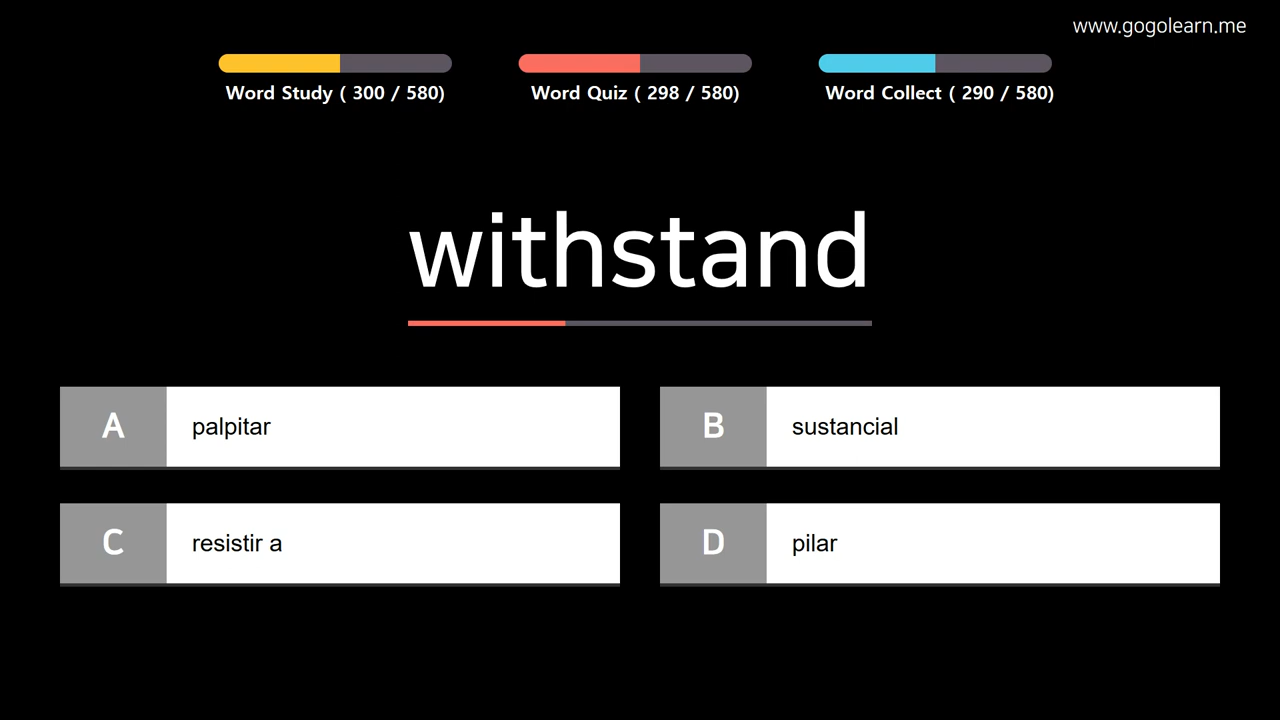 www.gogolearn.me
Word Study ( 300 / 580)
Word Quiz ( 298 / 580)
Word Collect ( 290 / 580)
withstand
A palpitar
B sustancial
C resistir a
D pilar